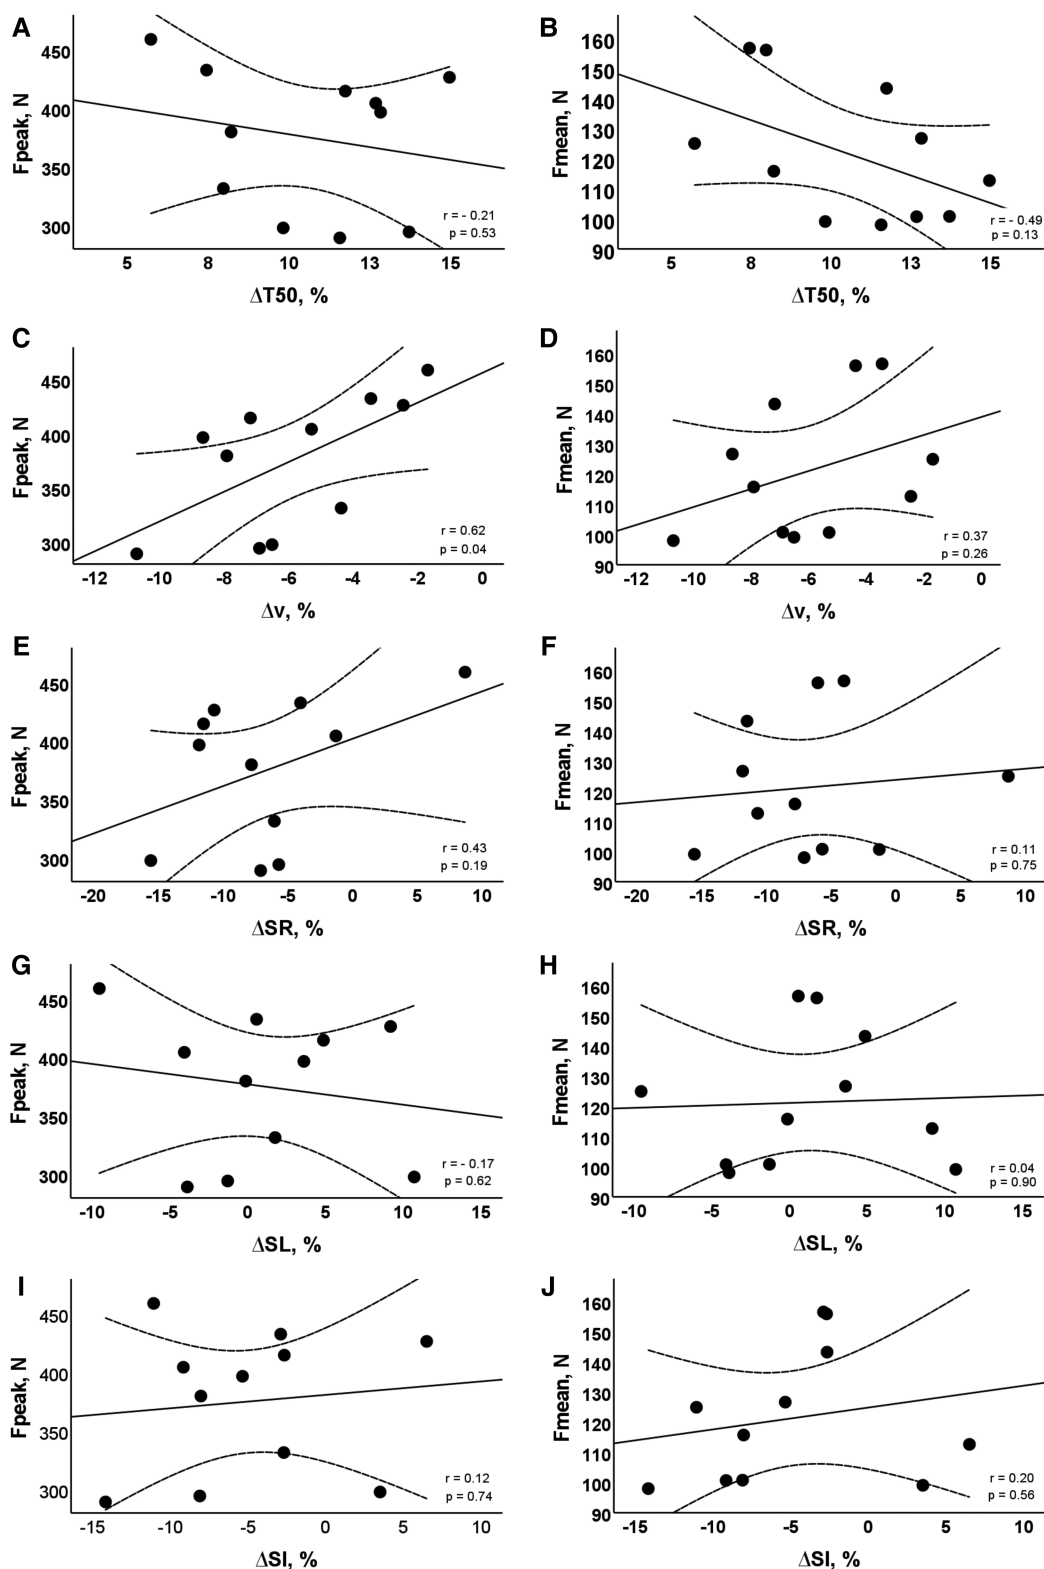 A
Fpeak, N
450
400
350
300
r = - 0.21
p = 0.53
5 8 10 13 15
ΔT50, %
B
Fmean, N
160
150
140
130
120
110
100
90
r = - 0.49
p = 0.13
5 8 10 13 15
ΔT50, %
C
Fpeak, N
450
400
350
300
r = 0.62
p = 0.04
-12 -10 -8 -6 -4 -2 0
Δv, %
D
Fmean, N
160
150
140
130
120
110
100
90
r = 0.37
p = 0.26
-12 -10 -8 -6 -4 -2 0
Δv, %
E
Fpeak, N
450
400
350
300
r = 0.43
p = 0.19
-20 -15 -10 -5 0 5 10
ΔSR, %
F
Fmean, N
160
150
140
130
120
110
100
90
r = 0.11
p = 0.75
-20 -15 -10 -5 0 5 10
ΔSR, %
G
Fpeak, N
450
400
350
300
r = - 0.17
p = 0.62
-10 -5 0 5 10 15
ΔSL, %
H
Fmean, N
160
150
140
130
120
110
100
90
r = 0.04
p = 0.90
-10 -5 0 5 10 15
ΔSL, %
I
Fpeak, N
450
400
350
300
r = 0.12
p = 0.74
-15 -10 -5 0 5 10
ΔSI, %
J
Fmean, N
160
150
140
130
120
110
100
90
r = 0.20
p = 0.56
-15 -10 -5 0 5 10
ΔSI, %